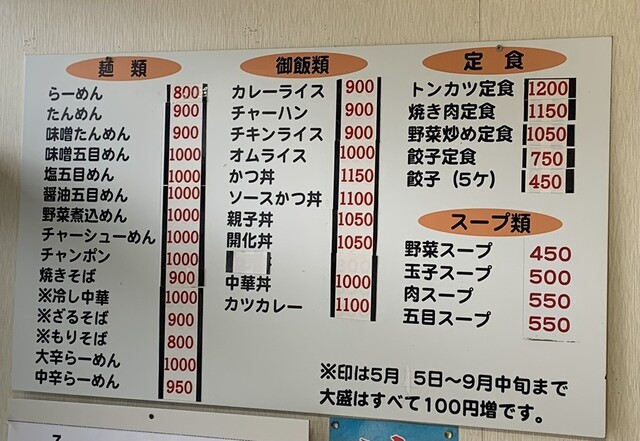 麺類
らーめん 800
たんめん 900
味噌たんめん 900
味噌五目めん 1000
塩五目めん 1000
醤油五目めん 1000
野菜煮込めん 1000
チャーシューめん 1000
チャンポン 1000
焼きそば 900
※冷し中華 1000
※ざるそば 900
※もりそば 800
大辛らーめん 1000
中辛らーめん 950
御飯類
カレーライス 900
チャーハン 900
チキンライス 900
オムライス 1000
かつ丼 1150
ソースかつ丼 1100
親子丼 1050
開化丼 1050
中華丼 1000
カツカレー 1100
定食
トンカツ定食 1200
焼き肉定食 1150
野菜炒め定食 1050
餃子定食 750
餃子(5ケ) 450
スープ類
野菜スープ 450
玉子スープ 500
肉スープ 550
五目スープ 550
※印は5月 5日〜9月中旬まで
大盛はすべて100円増です。